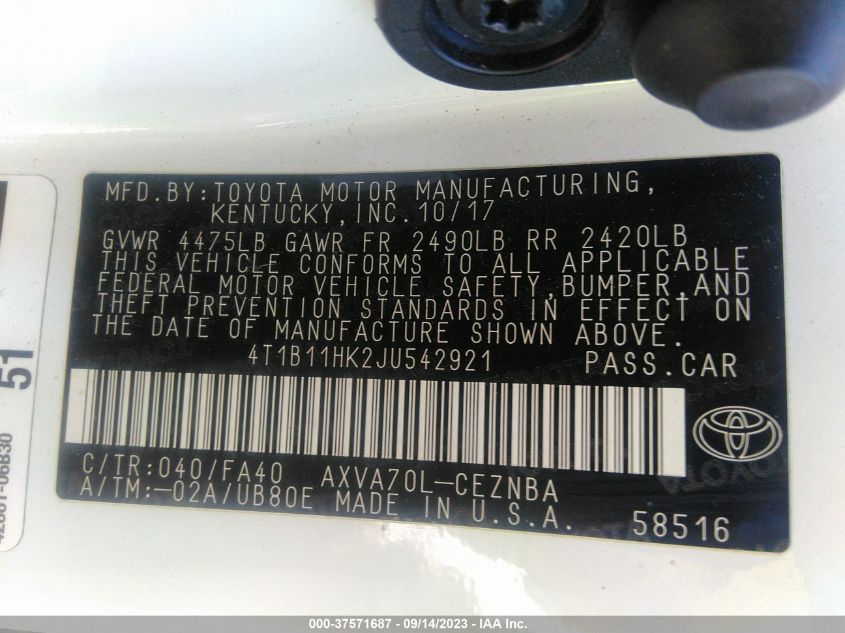 MFD.BY:TOYOTA MOTOR MANUFACTURING,
KENTUCKY,INC.10/17
GVWR 4475LB GAWR FR 2490LB RR 2420LB
THIS VEHICLE CONFORMS TO ALL APPLICABLE
FEDERAL MOTOR VEHICLE SAFETY,BUMPER,AND
THEFT PREVENTION STANDARDS IN EFFECT ON
THE DATE OF MANUFACTURE SHOWN ABOVE.
4T1B11HK2JU542921 PASS.CAR
C/TR:040/FA40 AXVA70L-CEZNBA
A/TM:-02A/UB80E MADE IN U.S.A.
58516
51
000-37571687 - 09/14/2023 - IAA Inc.